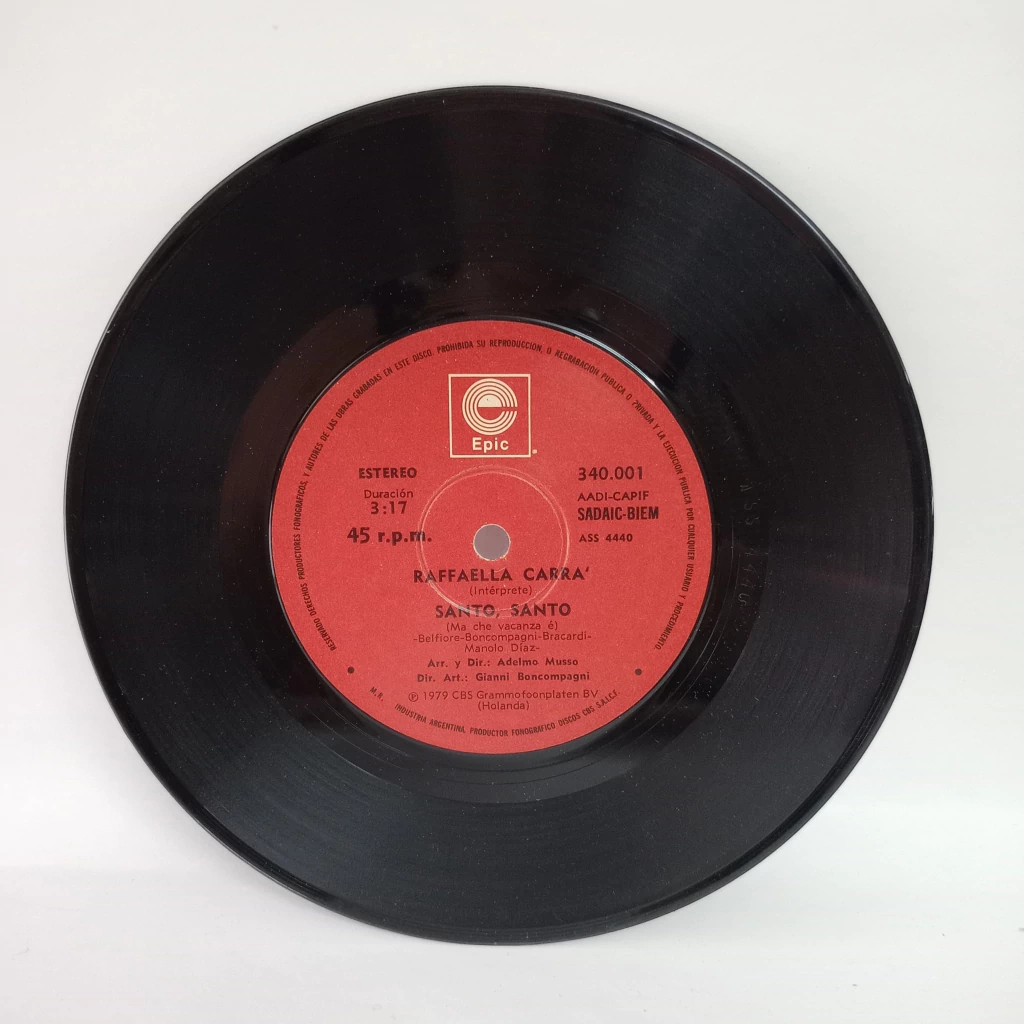 RESERVADO DERECHOS PRODUCTORES FONOGRAFICOS, Y AUTORES DE LAS OBRAS GRABADAS EN ESTE DISCO. PROHIBIDA SU REPRODUCCION, O REGRABACION PUBLICA O PRIVADA Y LA EJECUCION PUBLICA POR CUALQUIER USUARIO Y PROCEDIMIENTO
Epic
ESTEREO
Duración
3:17
45 r.p.m.
340.001
AADI-CAPIF
SADAIC-BIEM
ASS 4440
RAFFAELLA CARRA'
(Intérprete)
SANTO, SANTO
(Ma che vacanza é)
-Belfiore-Boncompagni-Bracardi-
Manolo Díaz-
Arr. y Dir.: Adelmo Musso
Dir. Art.: Gianni Boncompagni
℗ 1979 CBS Grammofoonplaten BV
(Holanda)
M.R. INDUSTRIA ARGENTINA, PRODUCTOR FONOGRAFICO DISCOS CBS S.A.I.C.F.
ASS 4440